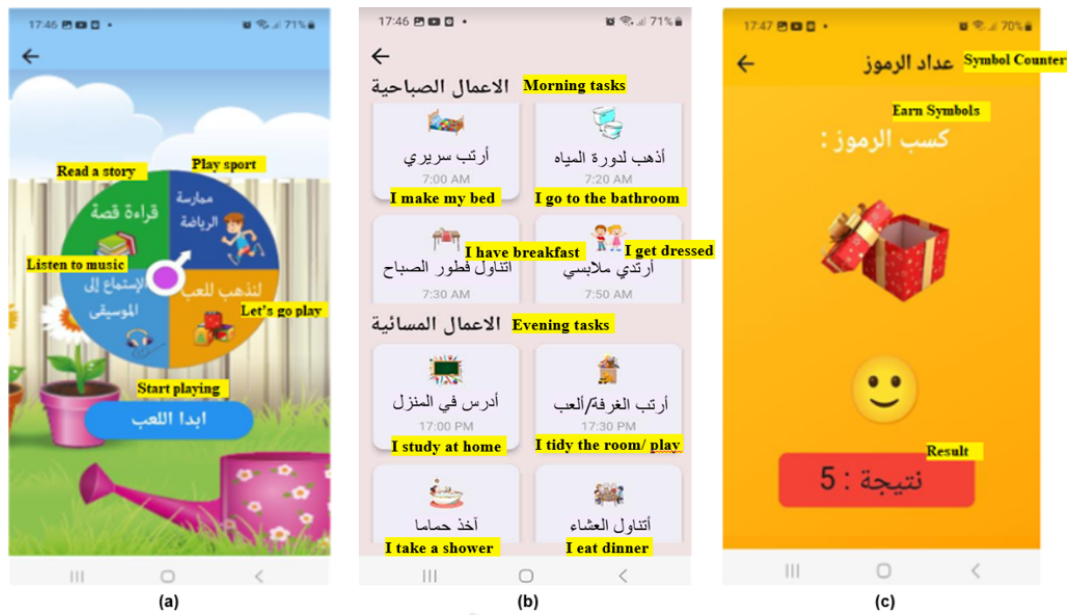 17:46
71%
Read a story
Play sport
قراءة قصة
ممارسة
الرياضة
Listen to music
الإستماع إلى
الموسيقى
لنذهب للعب
Let's go play
Start playing
ابدا اللعب
(a)
17:46
71%
الاعمال الصباحية
Morning tasks
أرتب سريري
7:00 AM
I make my bed
أذهب لدورة المياه
7:20 AM
I go to the bathroom
I have breakfast
اتناول فطور الصباح
7:30 AM
I get dressed
أرتدي ملابسي
7:50 AM
الاعمال المسائية
Evening tasks
أدرس في المنزل
17:00 PM
I study at home
أرتب الغرفة/ألعب
17:30 PM
I tidy the room/ play
آخذ حماما
I take a shower
أتناول العشاء
I eat dinner
(b)
17:47
70%
عداد الرموز
Symbol Counter
Earn Symbols
كسب الرموز :
Result
نتيجة : 5
(c)